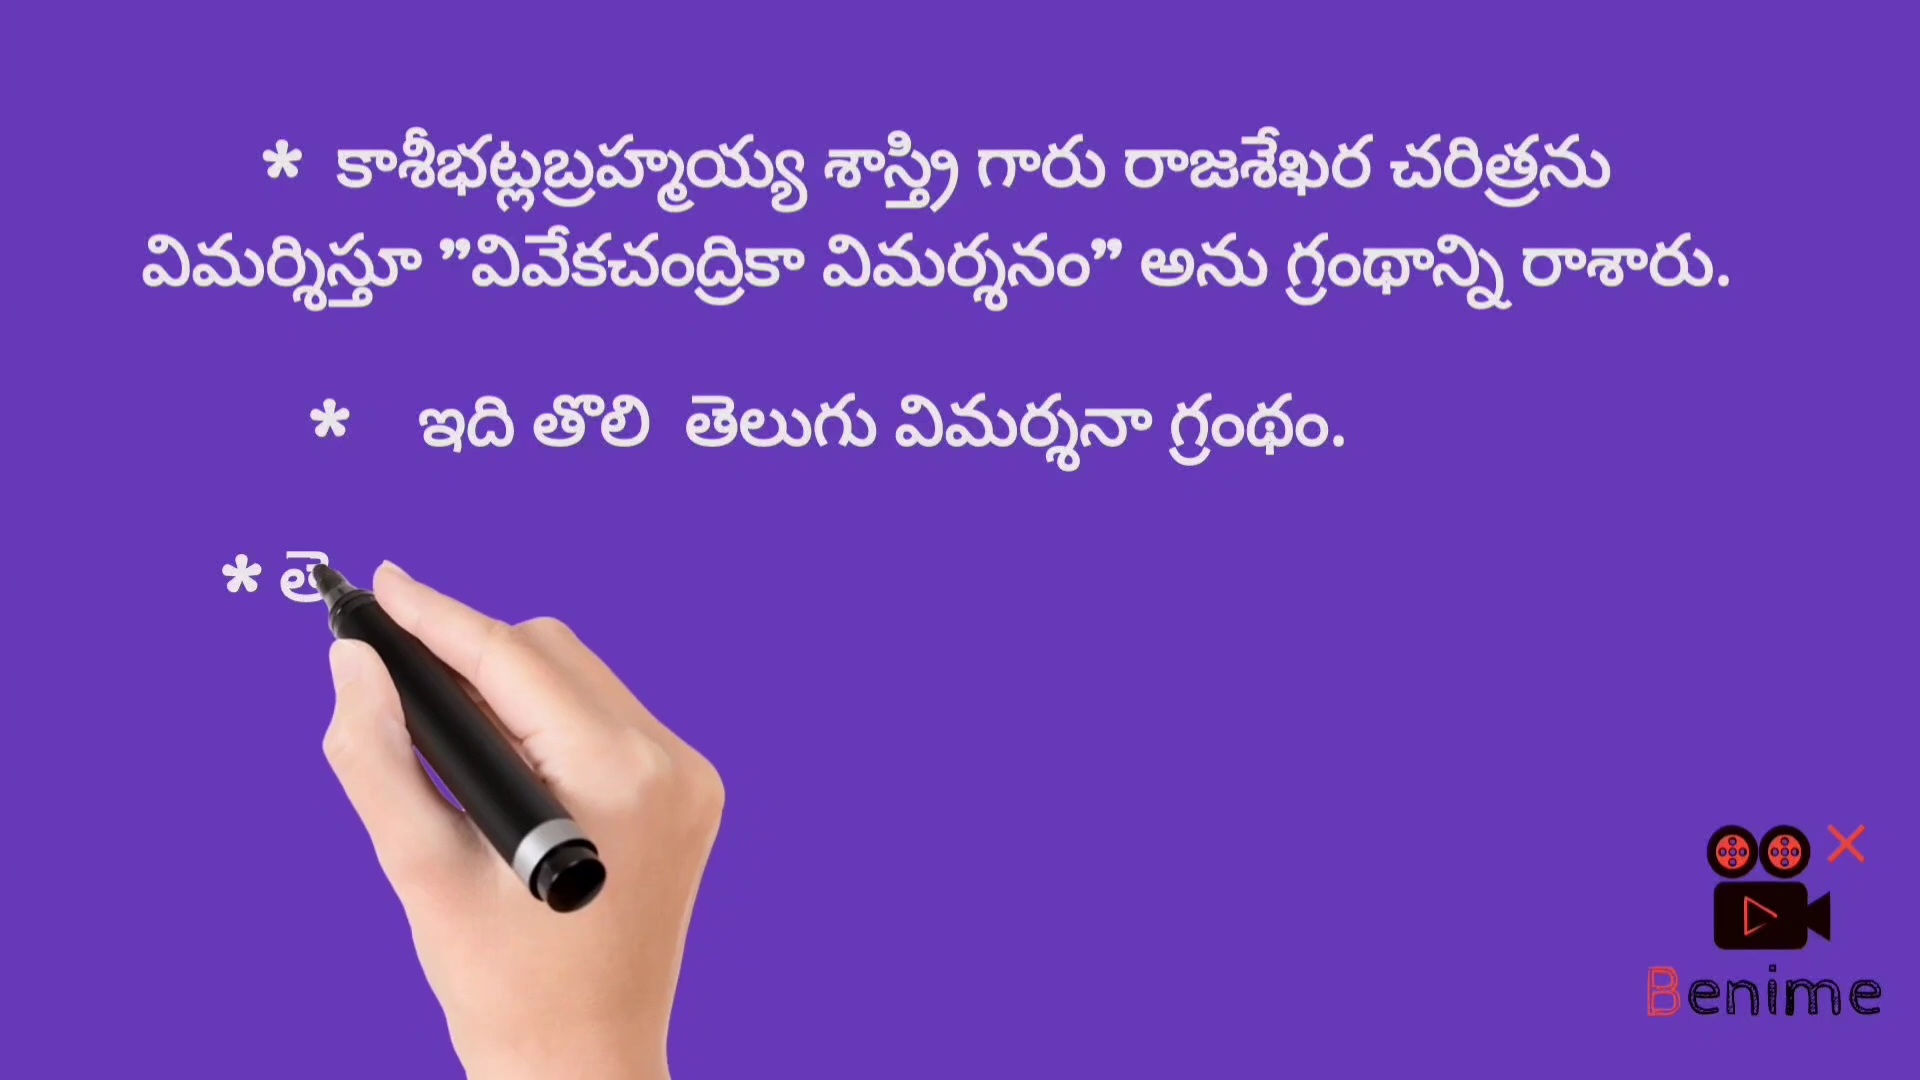 * కాశీభట్లబ్రహ్మయ్య శాస్త్రి గారు రాజశేఖర చరిత్రను
విమర్శిస్తూ ”వివేకచంద్రికా విమర్శనం” అను గ్రంథాన్ని రాశారు.
* ఇది తొలి తెలుగు విమర్శనా గ్రంథం.
* తె
Benime